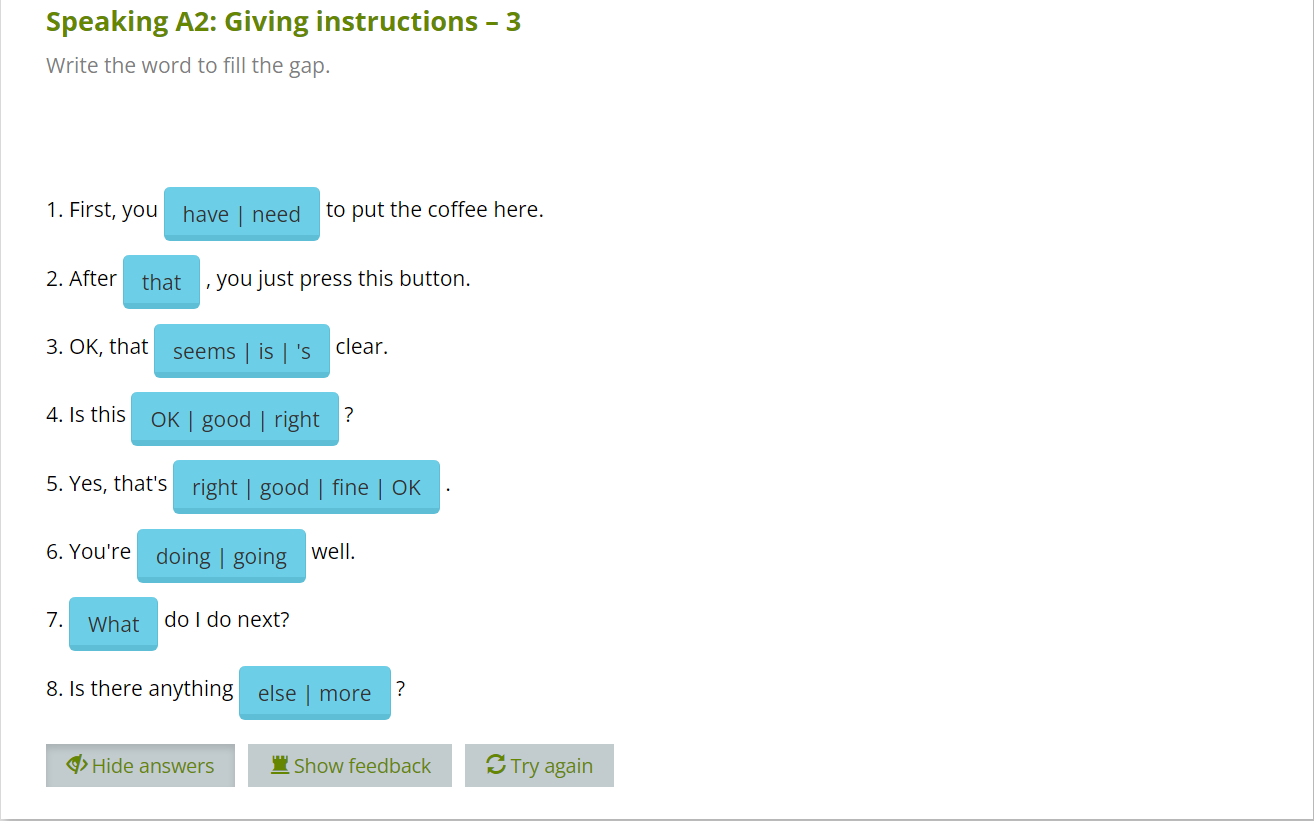 Speaking A2: Giving instructions – 3
Write the word to fill the gap.
1. First, you have | need to put the coffee here.
2. After that , you just press this button.
3. OK, that seems | is | 's clear.
4. Is this OK | good | right ?
5. Yes, that's right | good | fine | OK .
6. You're doing | going well.
7. What do I do next?
8. Is there anything else | more ?
Hide answers Show feedback Try again